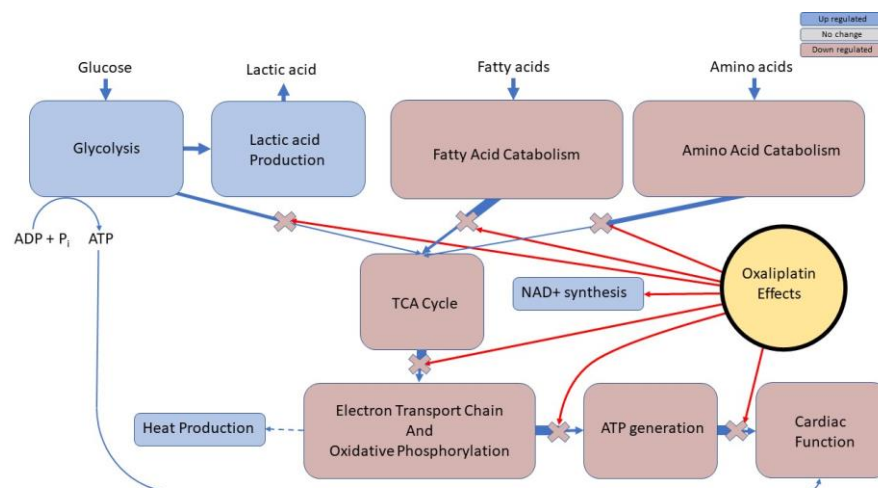 Up regulated
No change
Down regulated
Glucose
Lactic acid
Fatty acids
Amino acids
Glycolysis
Lactic acid
Production
Fatty Acid Catabolism
Amino Acid Catabolism
ADP + Pi
ATP
TCA Cycle
NAD+ synthesis
Oxaliplatin
Effects
Heat Production
Electron Transport Chain
And
Oxidative Phosphorylation
ATP generation
Cardiac
Function